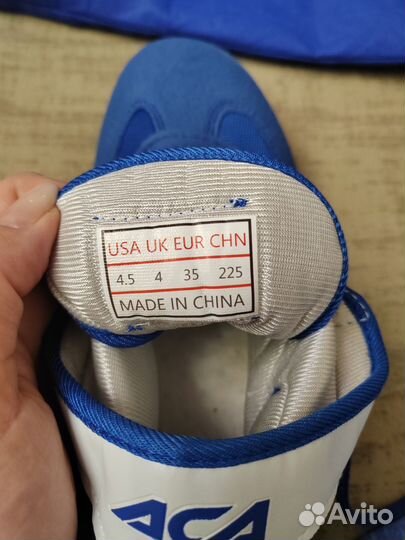 USA UK EUR CHN
4.5 4 35 225
MADE IN CHINA
ACA
Avito